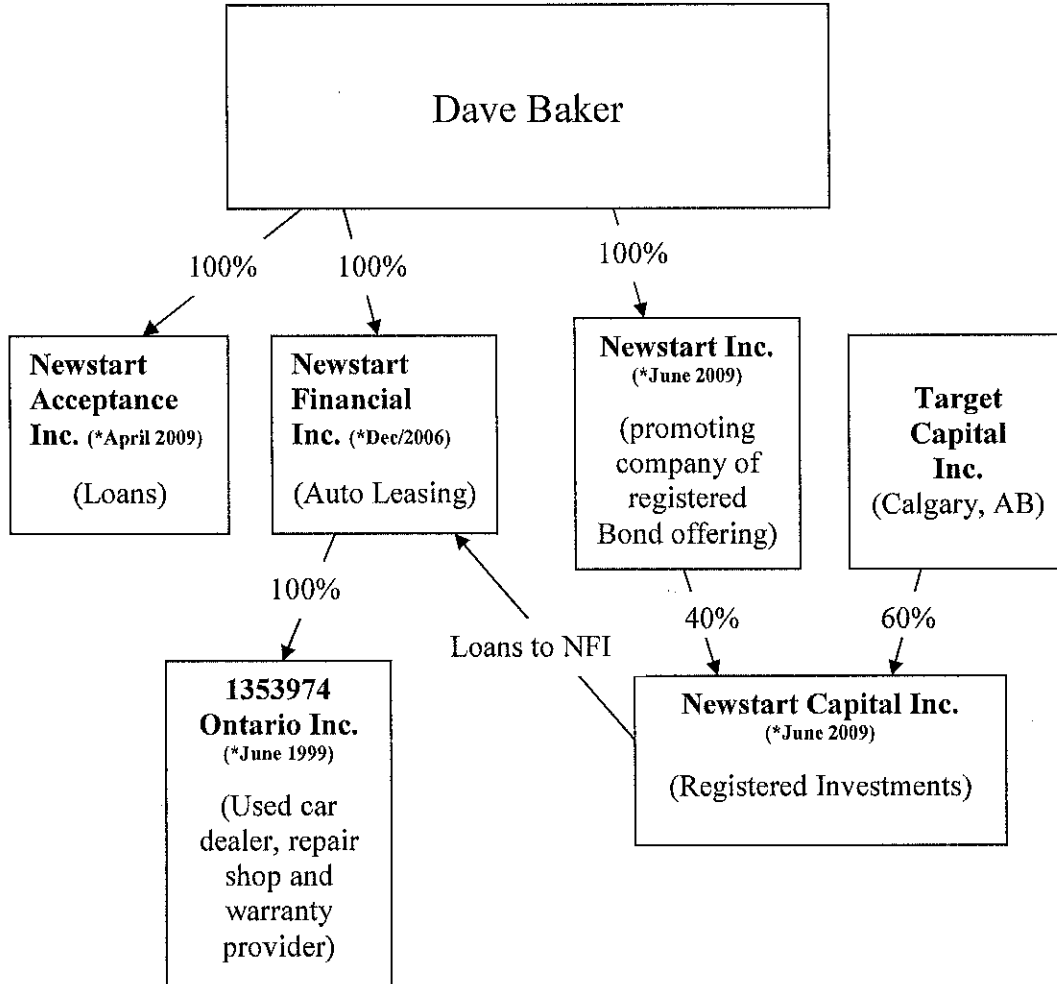 Dave Baker
100%
100%
100%
Newstart
Acceptance
Inc. (*April 2009)
(Loans)
Newstart
Financial
Inc. (*Dec/2006)
(Auto Leasing)
Newstart Inc.
(*June 2009)
(promoting
company of
registered
Bond offering)
Target
Capital
Inc.
(Calgary, AB)
100%
Loans to NFI
40%
60%
1353974
Ontario Inc.
(*June 1999)
(Used car
dealer, repair
shop and
warranty
provider)
Newstart Capital Inc.
(*June 2009)
(Registered Investments)